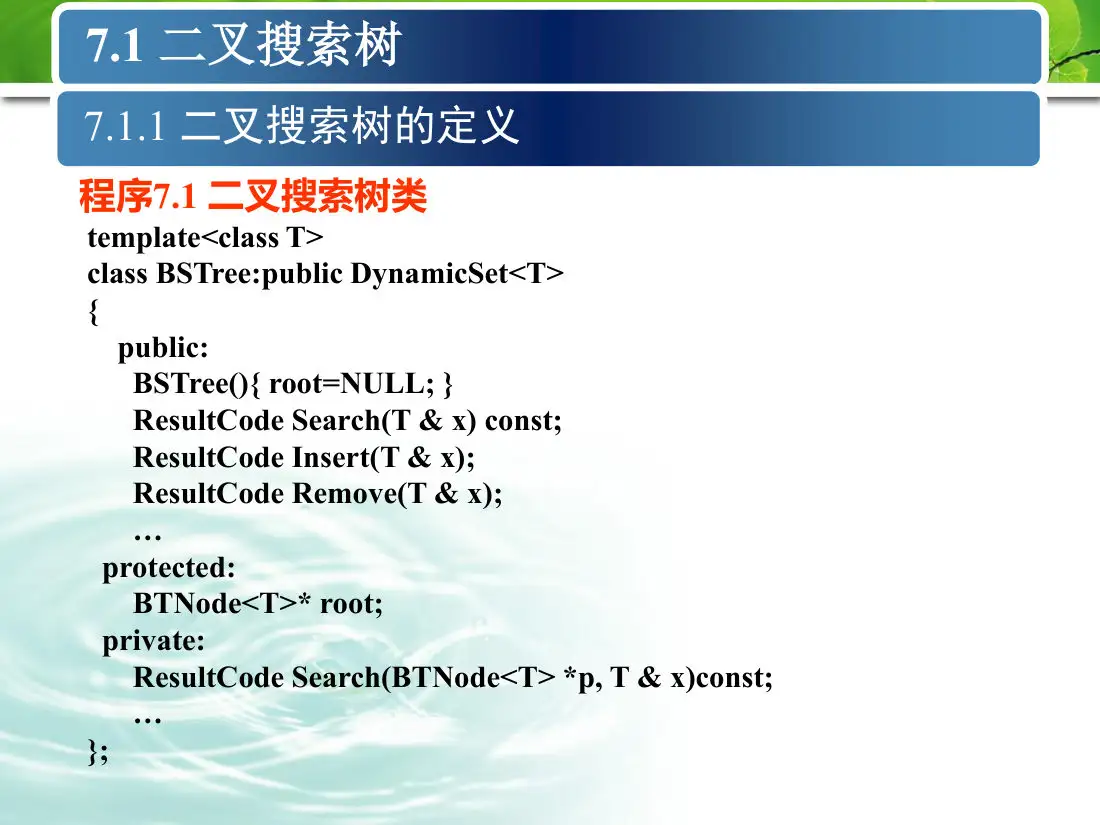 7.1 二叉搜索树
7.1.1 二叉搜索树的定义
程序7.1 二叉搜索树类
template<class T>
class BSTree:public DynamicSet<T>
{
public:
BSTree(){ root=NULL; }
ResultCode Search(T & x) const;
ResultCode Insert(T & x);
ResultCode Remove(T & x);
…
protected:
BTNode<T>* root;
private:
ResultCode Search(BTNode<T> *p, T & x)const;
…
};